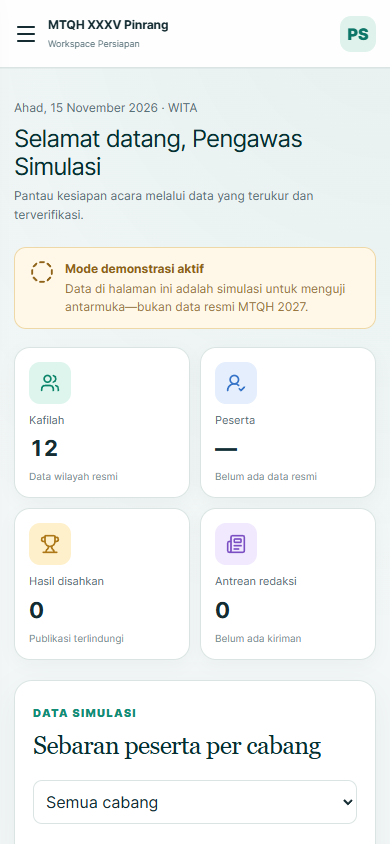 MTQH XXXV Pinrang
Workspace Persiapan
PS
Ahad, 15 November 2026 · WITA
Selamat datang, Pengawas
Simulasi
Pantau kesiapan acara melalui data yang terukur dan
terverifikasi.
Mode demonstrasi aktif
Data di halaman ini adalah simulasi untuk menguji
antarmuka—bukan data resmi MTQH 2027.
Kafilah
12
Data wilayah resmi
Peserta
—
Belum ada data resmi
Hasil disahkan
0
Publikasi terlindungi
Antrean redaksi
0
Belum ada kiriman
DATA SIMULASI
Sebaran peserta per cabang
Semua cabang